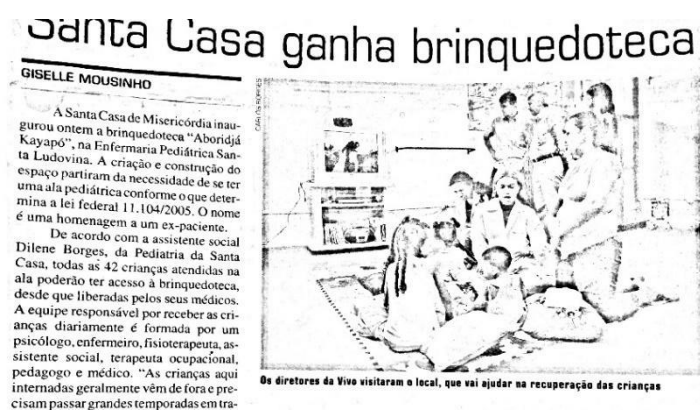 Santa Casa ganha brinquedoteca
GISELLE MOUSINHO
A Santa Casa de Misericórdia inau-
gurou ontem a brinquedoteca “Aboridjá
Kayapó”, na Enfermaria Pediátrica San-
ta Ludovina. A criação e construção do
espaço partiram da necessidade de se ter
uma ala pediátrica conforme o que deter-
mina a lei federal 11.104/2005. O nome
é uma homenagem a um ex-paciente.
De acordo com a assistente social
Dilene Borges, da Pediatria da Santa
Casa, todas as 42 crianças atendidas na
ala poderão ter acesso à brinquedoteca,
desde que liberadas pelos seus médicos.
A equipe responsável por receber as cri-
anças diariamente é formada por um
psicólogo, enfermeiro, fisioterapeuta, as-
sistente social, terapeuta ocupacional,
pedagogo e médico. “As crianças aqui
internadas geralmente vêm de fora e pre-
cisam passar grandes temporadas em tra-
CARLOS BORGES
Os diretores da Vivo visitaram o local, que vai ajudar na recuperação das crianças